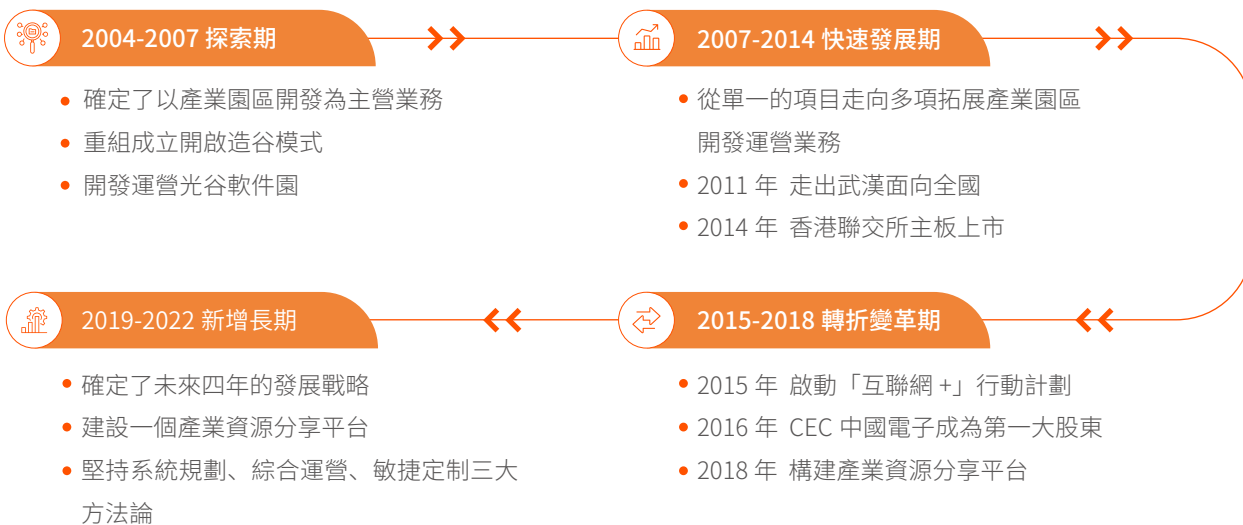 2004-2007 探索期
確定了以產業園區開發為主營業務
重組成立開啟造谷模式
開發運營光谷軟件園
2007-2014 快速發展期
從單一的項目走向多項拓展產業園區
開發運營業務
2011 年 走出武漢面向全國
2014 年 香港聯交所主板上市
2015-2018 轉折變革期
2015 年 啟動「互聯網 +」行動計劃
2016 年 CEC 中國電子成為第一大股東
2018 年 構建產業資源分享平台
2019-2022 新增長期
確定了未來四年的發展戰略
建設一個產業資源分享平台
堅持系統規劃、綜合運營、敏捷定制三大
方法論